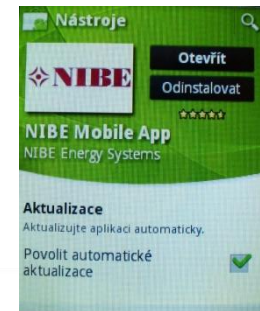 Nástroje
NIBE
Otevřít
Odinstalovat
NIBE Mobile App
NIBE Energy Systems
Aktualizace
Aktualizujte aplikaci automaticky.
Povolit automatické
aktualizace